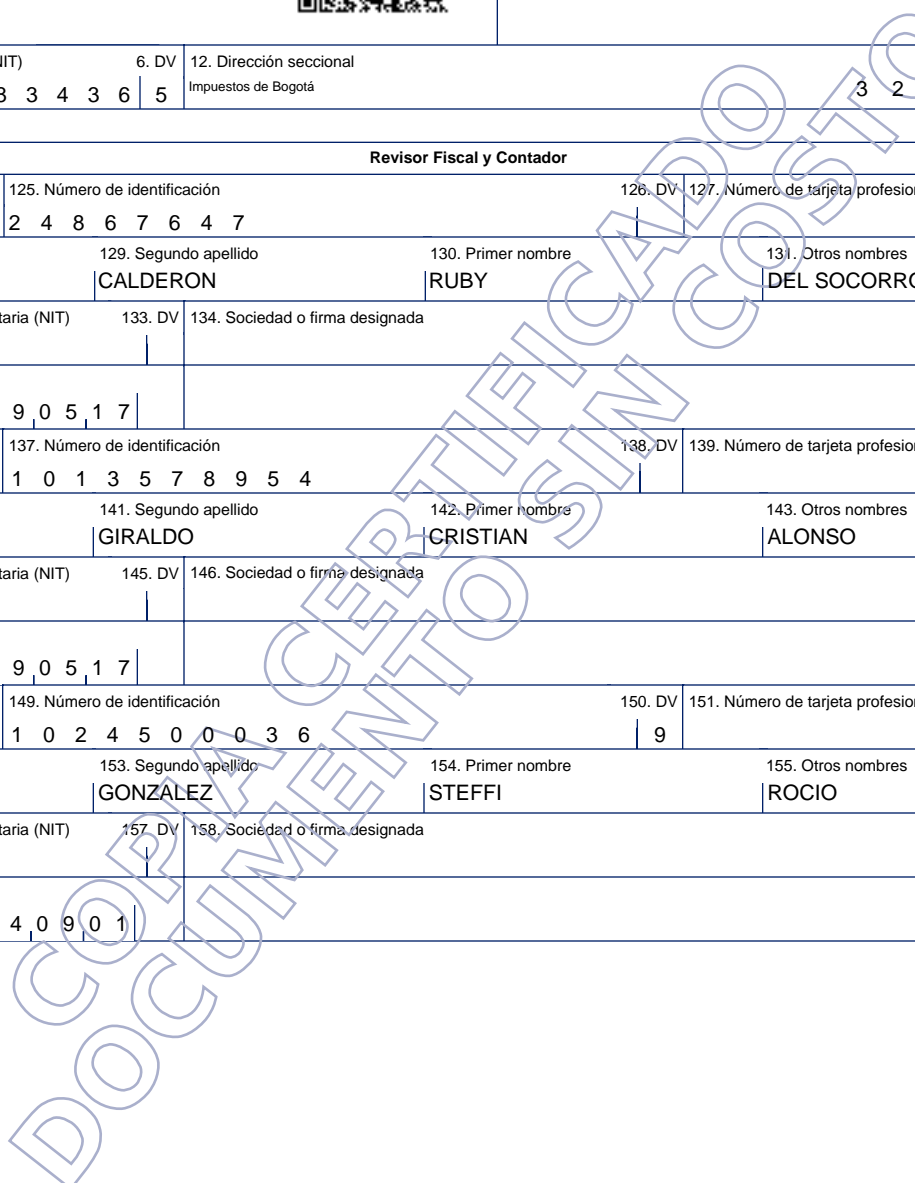 NIT) 6. DV 12. Dirección seccional
3 3 4 3 6 5 Impuestos de Bogotá 3 2
Revisor Fiscal y Contador
125. Número de identificación 126. DV 127. Número de tarjeta profesion
2 4 8 6 7 6 4 7
129. Segundo apellido 130. Primer nombre 131. Otros nombres
CALDERON RUBY DEL SOCORRO
taria (NIT) 133. DV 134. Sociedad o firma designada
9 0 5 1 7
137. Número de identificación 138. DV 139. Número de tarjeta profesion
1 0 1 3 5 7 8 9 5 4
141. Segundo apellido 142. Primer nombre 143. Otros nombres
GIRALDO CRISTIAN ALONSO
taria (NIT) 145. DV 146. Sociedad o firma designada
9 0 5 1 7
149. Número de identificación 150. DV 151. Número de tarjeta profesion
1 0 2 4 5 0 0 0 3 6 9
153. Segundo apellido 154. Primer nombre 155. Otros nombres
GONZALEZ STEFFI ROCIO
taria (NIT) 157. DV 158. Sociedad o firma designada
4 0 9 0 1
COPIA CERTIFICADO
DOCUMENTO SIN COSTO